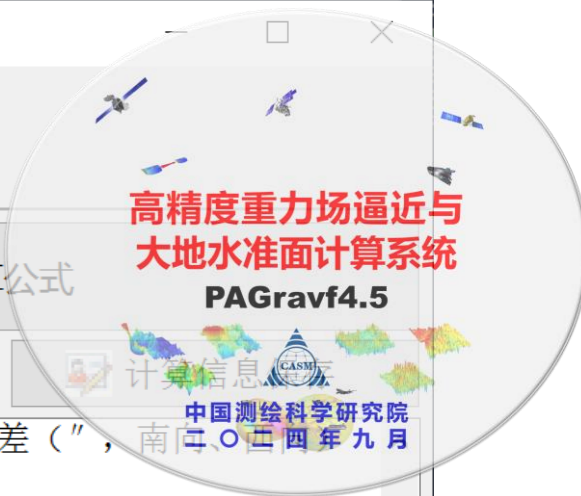 高精度重力场逼近与
大地水准面计算系统
公式
PAGravf4.5
CASM
计算信息保存
中国测绘科学研究院
差（″，南向、西向
二〇二四年九月